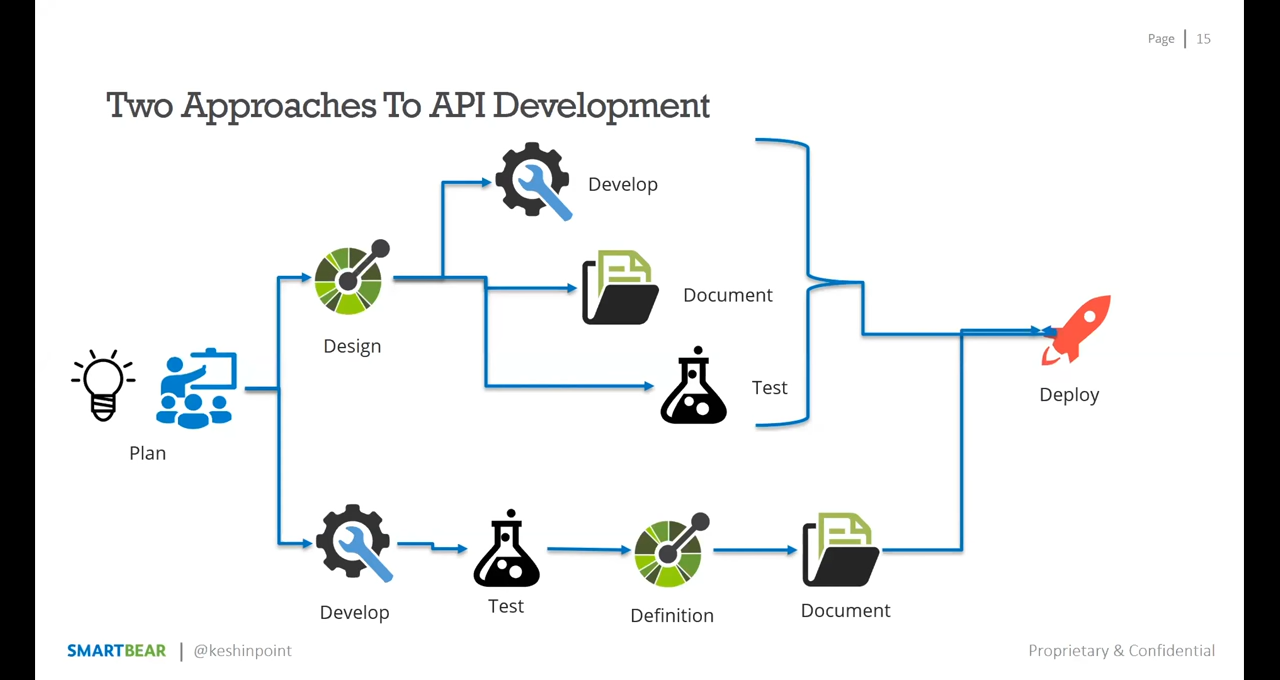 Page | 15
Two Approaches To API Development
Develop
Document
Design
Test
Deploy
Plan
Develop
Test
Definition
Document
SMARTBEAR | @keshinpoint
Proprietary & Confidential